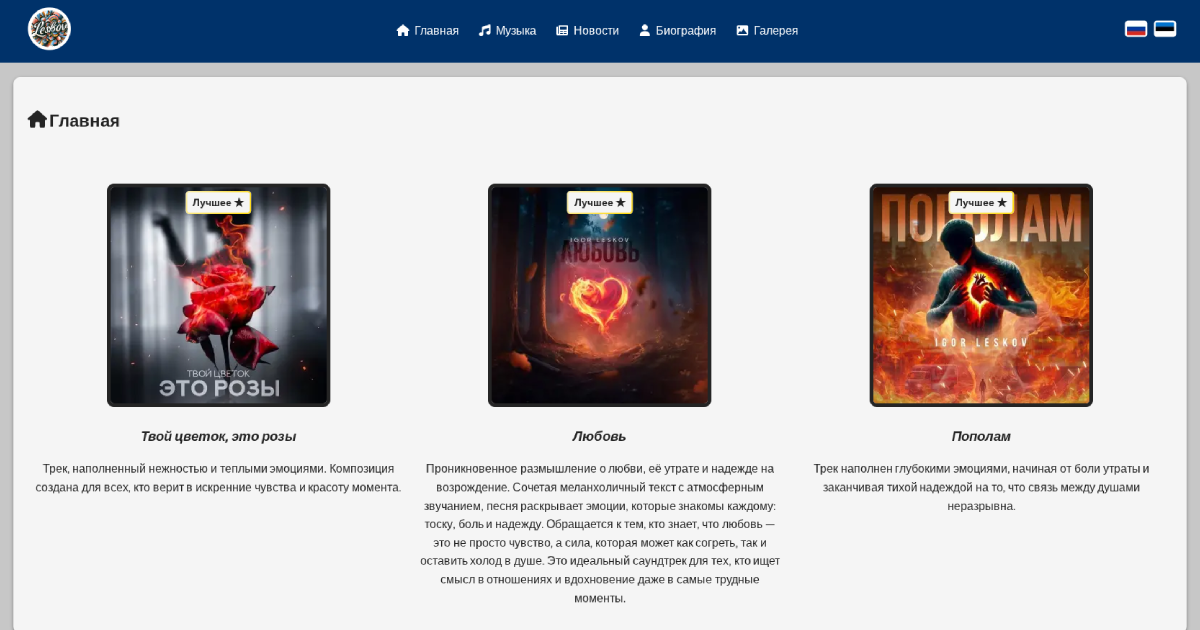 Leskov
Главная
Музыка
Новости
Биография
Галерея
Главная
Лучшее ★
ТВОЙ ЦВЕТОК
ЭТО РОЗЫ
Лучшее ★
IGOR LESKOV
ЛЮБОВЬ
Лучшее ★
ПОПОЛАМ
IGOR LESKOV
Твой цветок, это розы
Трек, наполненный нежностью и теплыми эмоциями. Композиция
создана для всех, кто верит в искренние чувства и красоту момента.
Любовь
Проникновенное размышление о любви, её утрате и надежде на
возрождение. Сочетая меланхоличный текст с атмосферным
звучанием, песня раскрывает эмоции, которые знакомы каждому:
тоску, боль и надежду. Обращается к тем, кто знает, что любовь —
это не просто чувство, а сила, которая может как согреть, так и
оставить холод в душе. Это идеальный саундтрек для тех, кто ищет
смысл в отношениях и вдохновение даже в самые трудные
моменты.
Пополам
Трек наполнен глубокими эмоциями, начиная от боли утраты и
заканчивая тихой надеждой на то, что связь между душами
неразрывна.